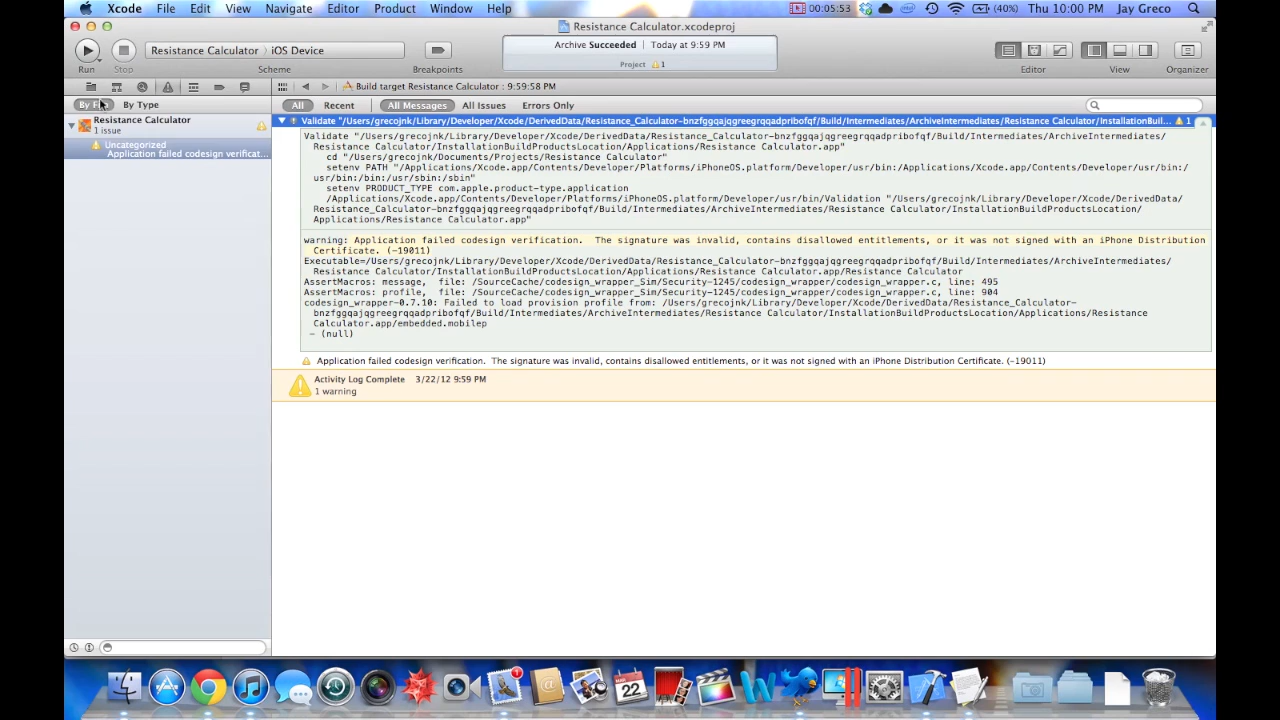 Xcode File Edit View Navigate Editor Product Window Help 00:05:53 (40%) Thu 10:00 PM Jay Greco
Resistance Calculator.xcodeproj
Resistance Calculator 〉iOS Device
Archive Succeeded | Today at 9:59 PM
Project 1
Run Stop Scheme Breakpoints Editor View Organizer
Build target Resistance Calculator : 9:59:58 PM
By File By Type
All Recent All Messages All Issues Errors Only
Resistance Calculator
1 issue
Uncategorized
Application failed codesign verificat...
Validate "/Users/grecojnk/Library/Developer/Xcode/DerivedData/Resistance_Calculator-bnzfggqajqgreegrqqadpribofqf/Build/Intermediates/ArchiveIntermediates/Resistance Calculator/InstallationBuil... 1
Validate "/Users/grecojnk/Library/Developer/Xcode/DerivedData/Resistance_Calculator-bnzfggqajqgreegrqqadpribofqf/Build/Intermediates/ArchiveIntermediates/
Resistance Calculator/InstallationBuildProductsLocation/Applications/Resistance Calculator.app"
cd "/Users/grecojnk/Documents/Projects/Resistance Calculator"
setenv PATH "/Applications/Xcode.app/Contents/Developer/Platforms/iPhoneOS.platform/Developer/usr/bin:/Applications/Xcode.app/Contents/Developer/usr/bin:/
usr/bin:/bin:/usr/sbin:/sbin"
setenv PRODUCT_TYPE com.apple.product-type.application
/Applications/Xcode.app/Contents/Developer/Platforms/iPhoneOS.platform/Developer/usr/bin/Validation "/Users/grecojnk/Library/Developer/Xcode/DerivedData/
Resistance_Calculator-bnzfggqajqgreegrqqadpribofqf/Build/Intermediates/ArchiveIntermediates/Resistance Calculator/InstallationBuildProductsLocation/
Applications/Resistance Calculator.app"
warning: Application failed codesign verification. The signature was invalid, contains disallowed entitlements, or it was not signed with an iPhone Distribution
Certificate. (-19011)
Executable=/Users/grecojnk/Library/Developer/Xcode/DerivedData/Resistance_Calculator-bnzfggqajqgreegrqqadpribofqf/Build/Intermediates/ArchiveIntermediates/
Resistance Calculator/InstallationBuildProductsLocation/Applications/Resistance Calculator.app/Resistance Calculator
AssertMacros: message, file: /SourceCache/codesign_wrapper_Sim/Security-1245/codesign_wrapper/codesign_wrapper.c, line: 495
AssertMacros: profile, file: /SourceCache/codesign_wrapper_Sim/Security-1245/codesign_wrapper/codesign_wrapper.c, line: 904
codesign_wrapper-0.7.10: Failed to load provision profile from: /Users/grecojnk/Library/Developer/Xcode/DerivedData/Resistance_Calculator-
bnzfggqajqgreegrqqadpribofqf/Build/Intermediates/ArchiveIntermediates/Resistance Calculator/InstallationBuildProductsLocation/Applications/Resistance
Calculator.app/embedded.mobilep
- (null)
Application failed codesign verification. The signature was invalid, contains disallowed entitlements, or it was not signed with an iPhone Distribution Certificate. (-19011)
Activity Log Complete 3/22/12 9:59 PM
1 warning
1
MAR
22